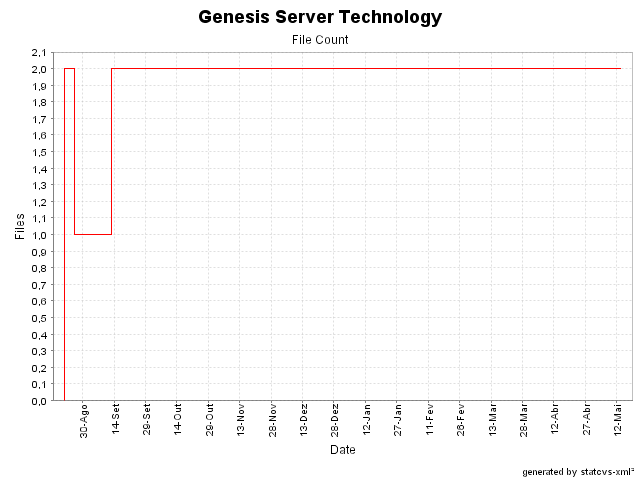 Genesis Server Technology
File Count
2,1
2,0
1,9
1,8
1,7
1,6
1,5
1,4
1,3
1,2
1,1
1,0
0,9
0,8
0,7
0,6
0,5
0,4
0,3
0,2
0,1
0,0
Files
30-Ago
14-Set
29-Set
14-Out
29-Out
13-Nov
28-Nov
13-Dez
28-Dez
12-Jan
27-Jan
11-Fev
26-Fev
13-Mar
28-Mar
12-Abr
27-Abr
12-Mai
Date
generated by statcvs-xml²